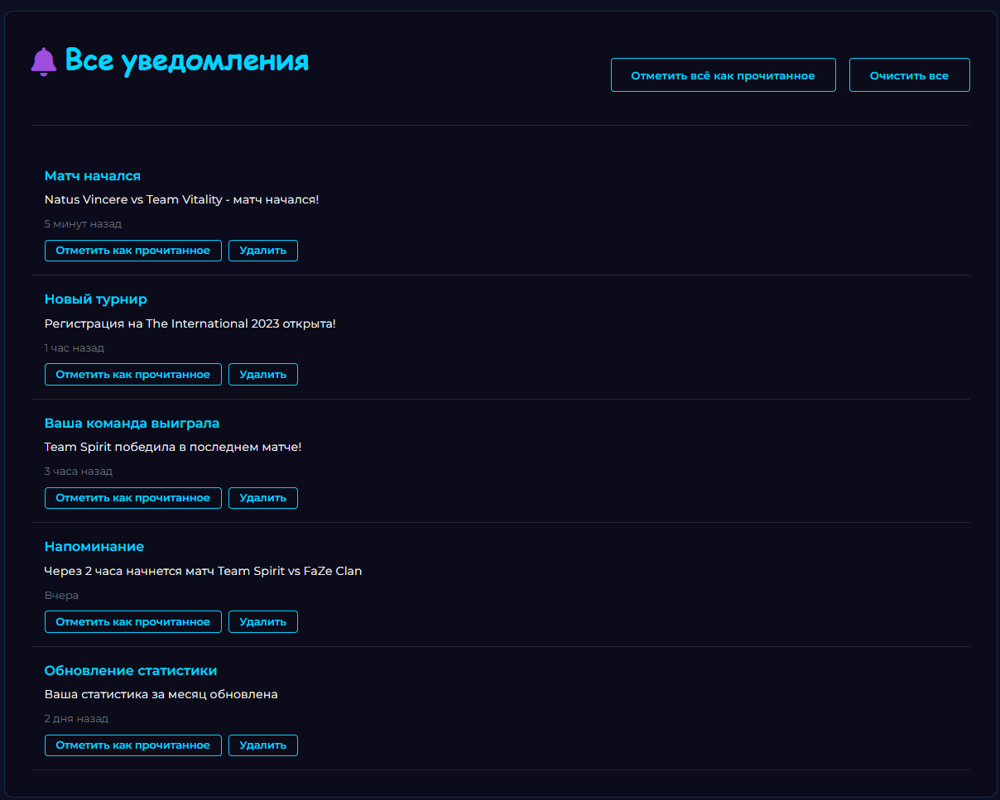 Все уведомления
Отметить всё как прочитанное
Очистить все
Матч начался
Natus Vincere vs Team Vitality - матч начался!
5 минут назад
Отметить как прочитанное
Удалить
Новый турнир
Регистрация на The International 2023 открыта!
1 час назад
Отметить как прочитанное
Удалить
Ваша команда выиграла
Team Spirit победила в последнем матче!
3 часа назад
Отметить как прочитанное
Удалить
Напоминание
Через 2 часа начнется матч Team Spirit vs FaZe Clan
Вчера
Отметить как прочитанное
Удалить
Обновление статистики
Ваша статистика за месяц обновлена
2 дня назад
Отметить как прочитанное
Удалить